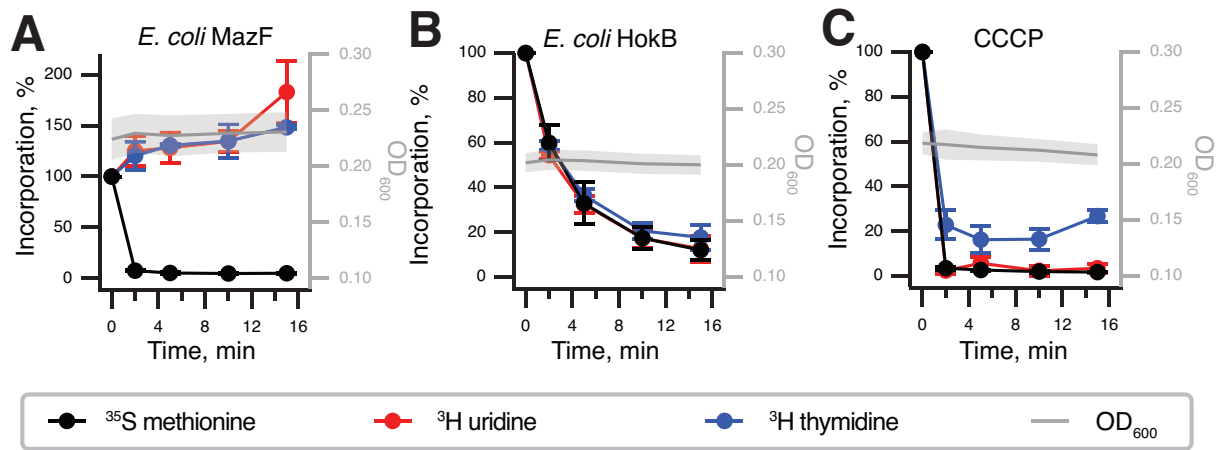 A
E. coli MazF
Incorporation, %
200
150
100
50
0
0.30
0.25
0.20
0.15
0.10
OD600
0 4 8 12 16
Time, min
B
E. coli HokB
Incorporation, %
100
80
60
40
20
0
0.30
0.25
0.20
0.15
0.10
OD600
0 4 8 12 16
Time, min
C
CCCP
Incorporation, %
100
80
60
40
20
0
0.30
0.25
0.20
0.15
0.10
OD600
0 4 8 12 16
Time, min
35S methionine
3H uridine
3H thymidine
OD600